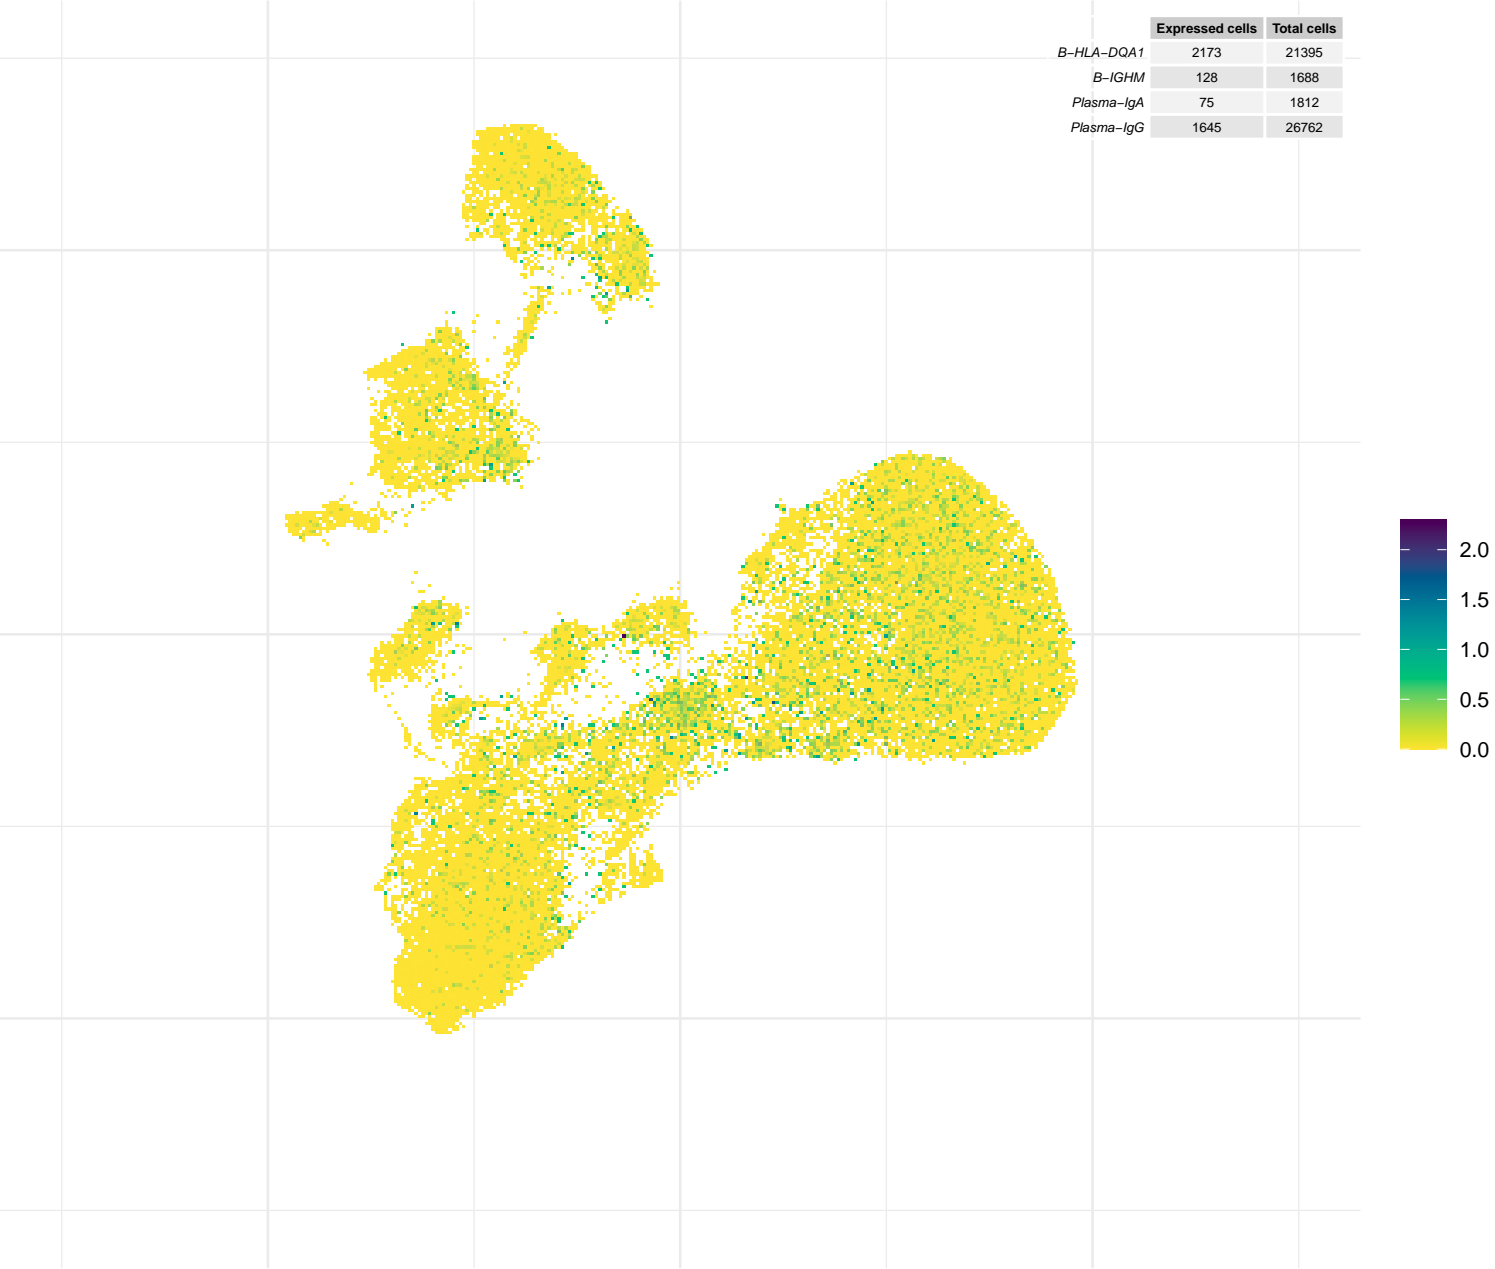 Expressed cells Total cells
B−HLA−DQA1 2173 21395
B−IGHM 128 1688
Plasma−IgA 75 1812
Plasma−IgG 1645 26762
2.0
1.5
1.0
0.5
0.0